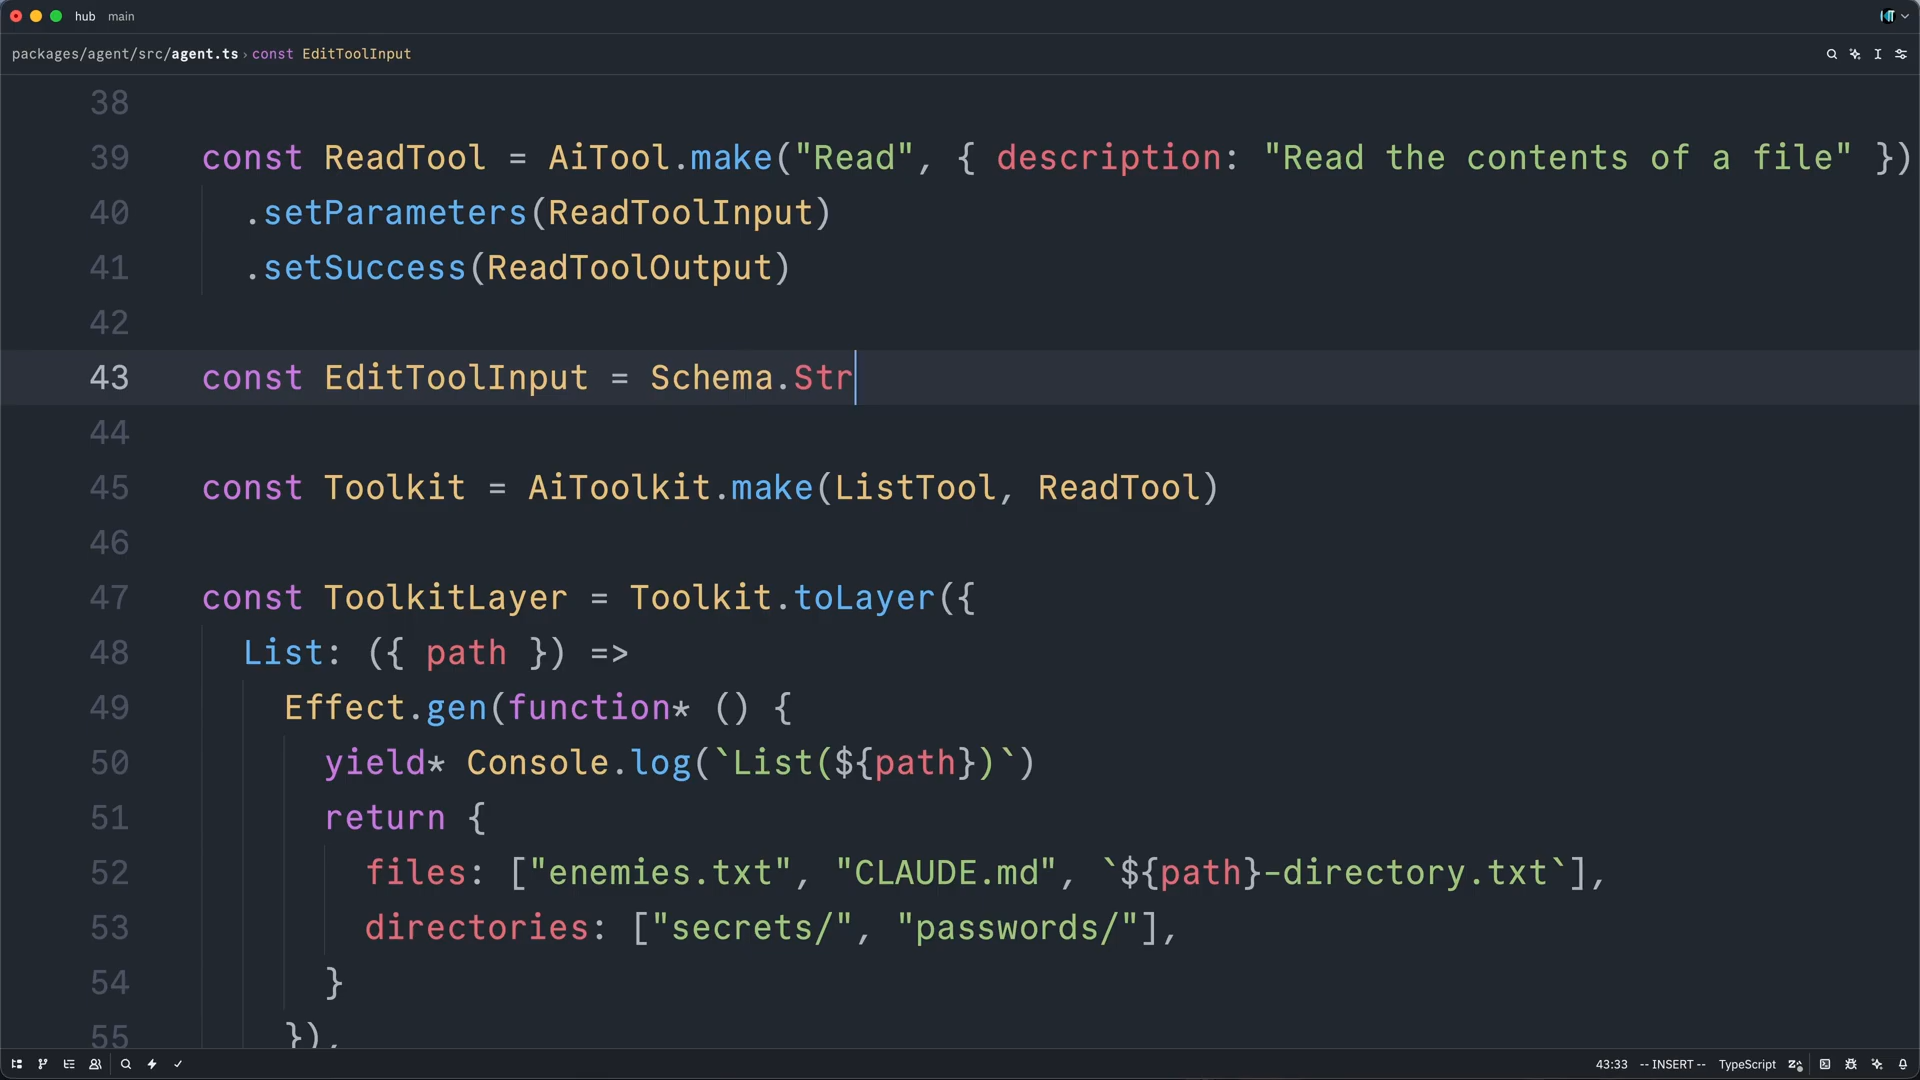 hub main
packages/agent/src/agent.ts › const EditToolInput
38
39 const ReadTool = AiTool.make("Read", { description: "Read the contents of a file" })
40 .setParameters(ReadToolInput)
41 .setSuccess(ReadToolOutput)
42
43 const EditToolInput = Schema.Str
44
45 const Toolkit = AiToolkit.make(ListTool, ReadTool)
46
47 const ToolkitLayer = Toolkit.toLayer({
48 List: ({ path }) =>
49 Effect.gen(function* () {
50 yield* Console.log(`List(${path})`)
51 return {
52 files: ["enemies.txt", "CLAUDE.md", `${path}-directory.txt`],
53 directories: ["secrets/", "passwords/"],
54 }
55 }),
43:33 -- INSERT -- TypeScript